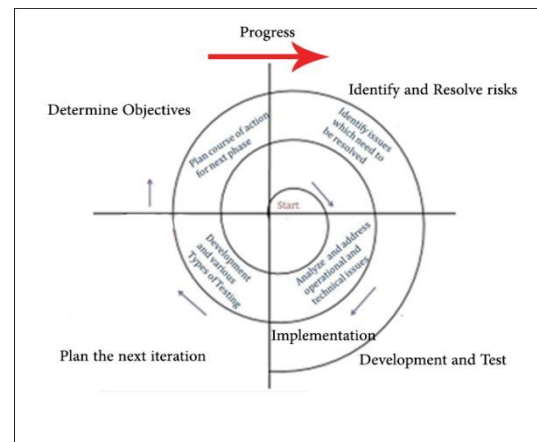 Progress
Identify and Resolve risks
Determine Objectives
Plan course of action
for next phase
Identify issues
which need to
be resolved
Start
Development
and various
Types of Testing
Analyze and address
operational and
technical issues
Implementation
Plan the next iteration
Development and Test